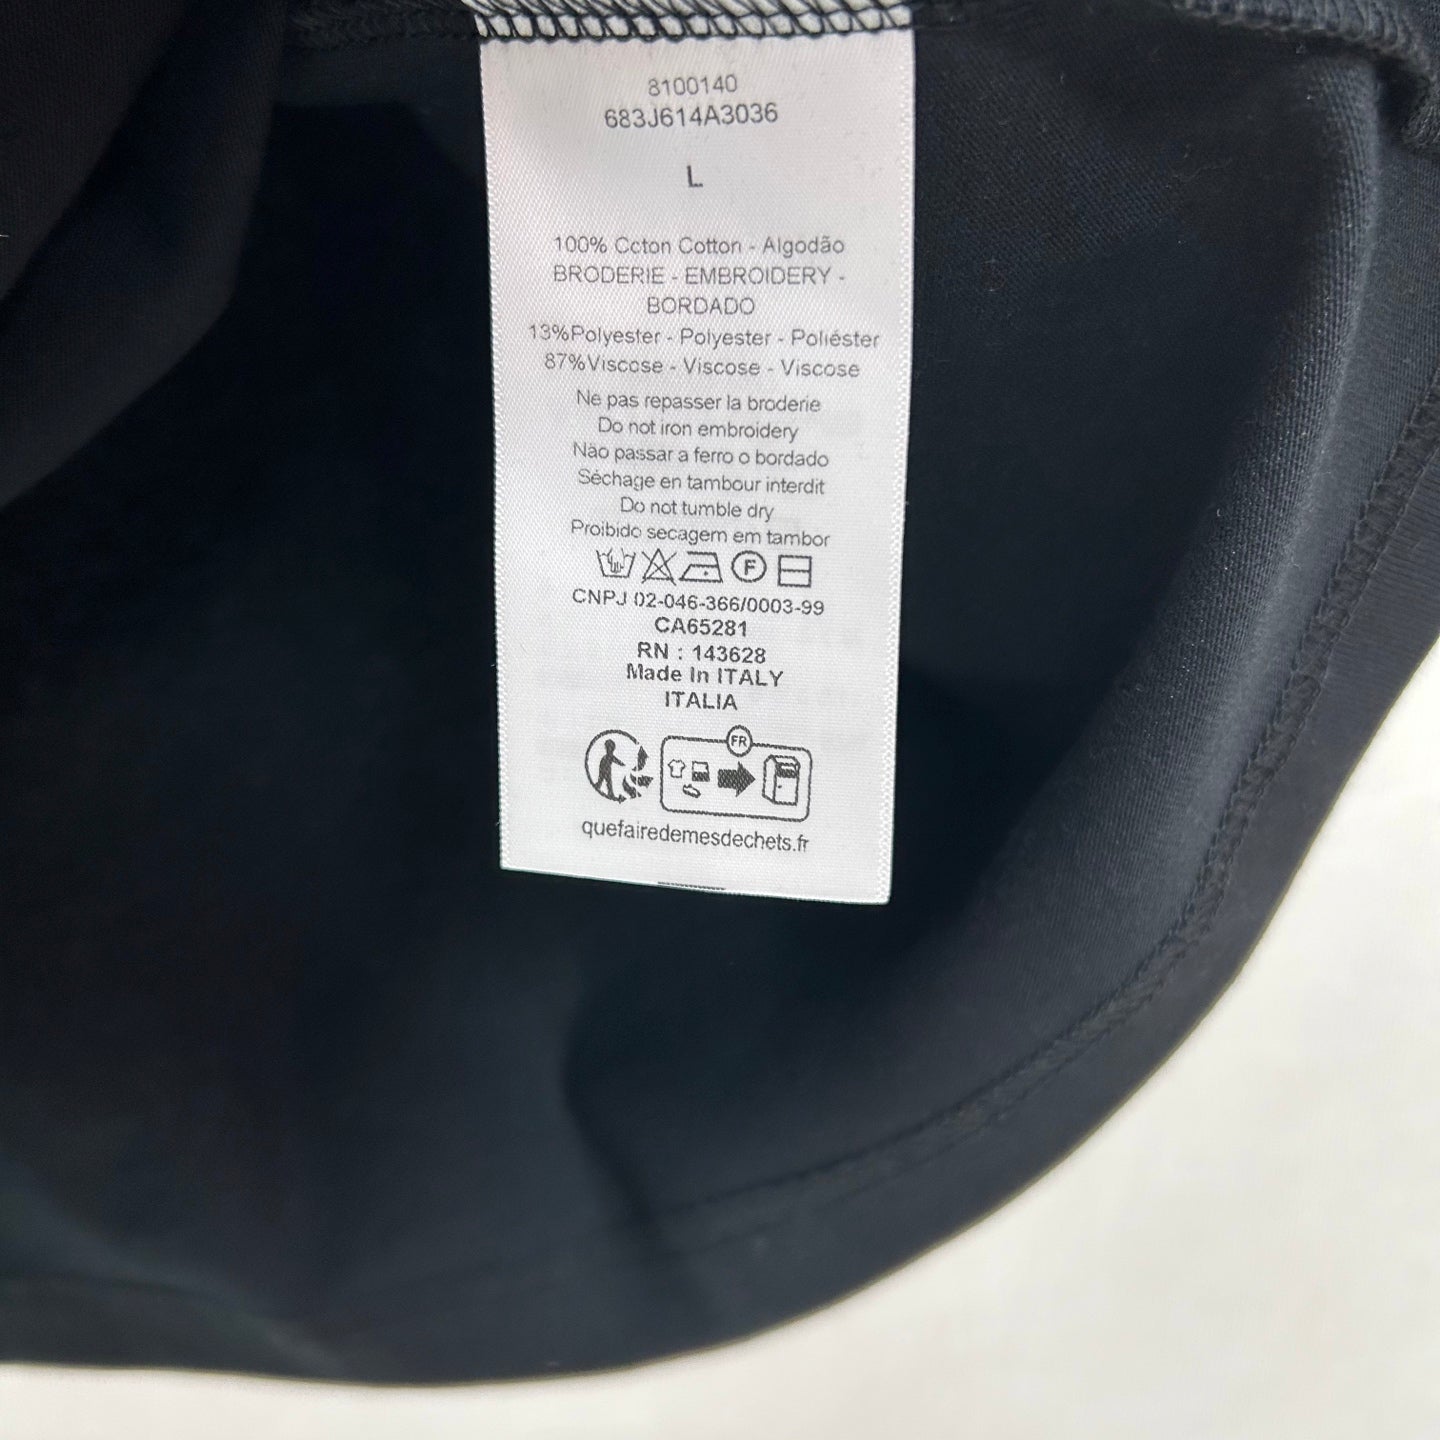 8100140
683J614A3036
L
100% Ccton Cotton - Algodão
BRODERIE - EMBROIDERY -
BORDADO
13%Polyester - Polyester - Poliéster
87%Viscose - Viscose - Viscose
Ne pas repasser la broderie
Do not iron embroidery
Não passar a ferro o bordado
Séchage en tambour interdit
Do not tumble dry
Proibido secagem em tambor
F
CNPJ 02-046-366/0003-99
CA65281
RN : 143628
Made In ITALY
ITALIA
FR
quefairedemesdechets.fr